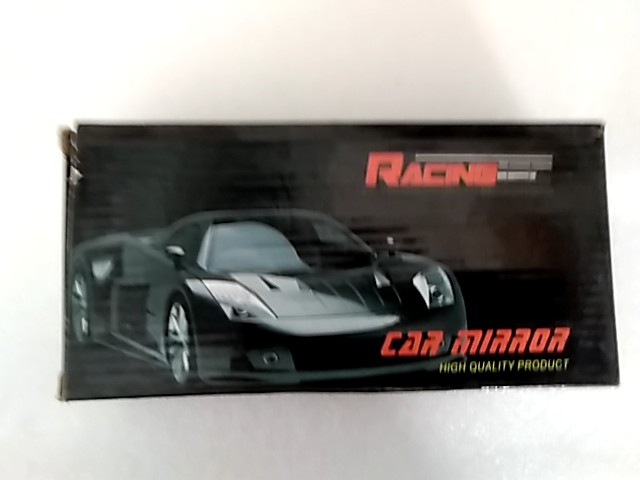 RACING
CAR MIRROR
HIGH QUALITY PRODUCT